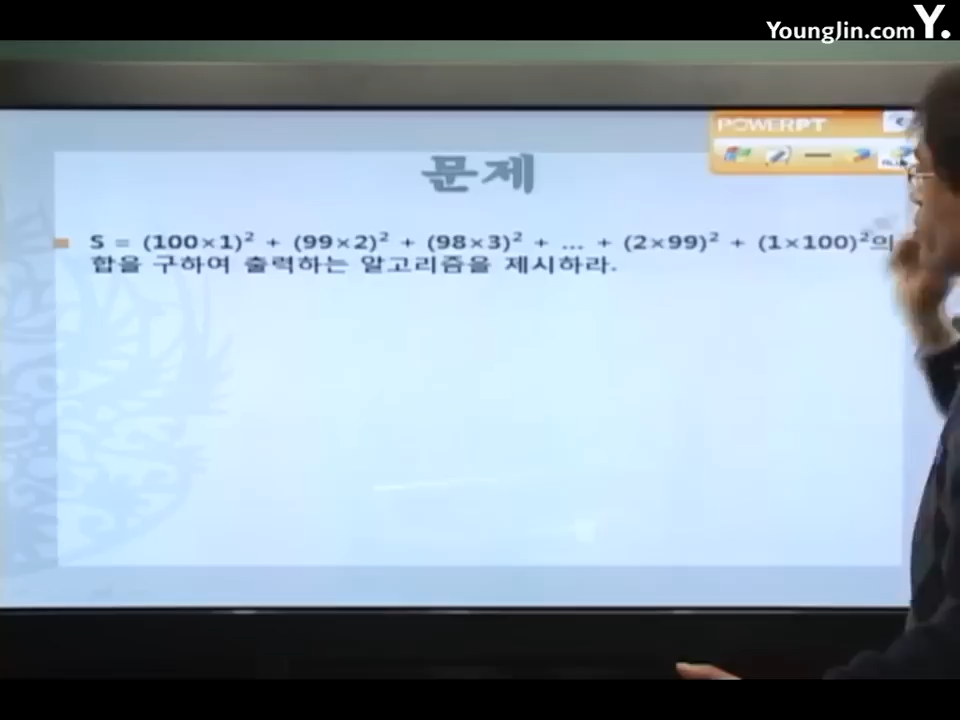 YoungJin.com Y.
POWERPT
문제
S = (100×1)² + (99×2)² + (98×3)² + ... + (2×99)² + (1×100)²의
합을 구하여 출력하는 알고리즘을 제시하라.